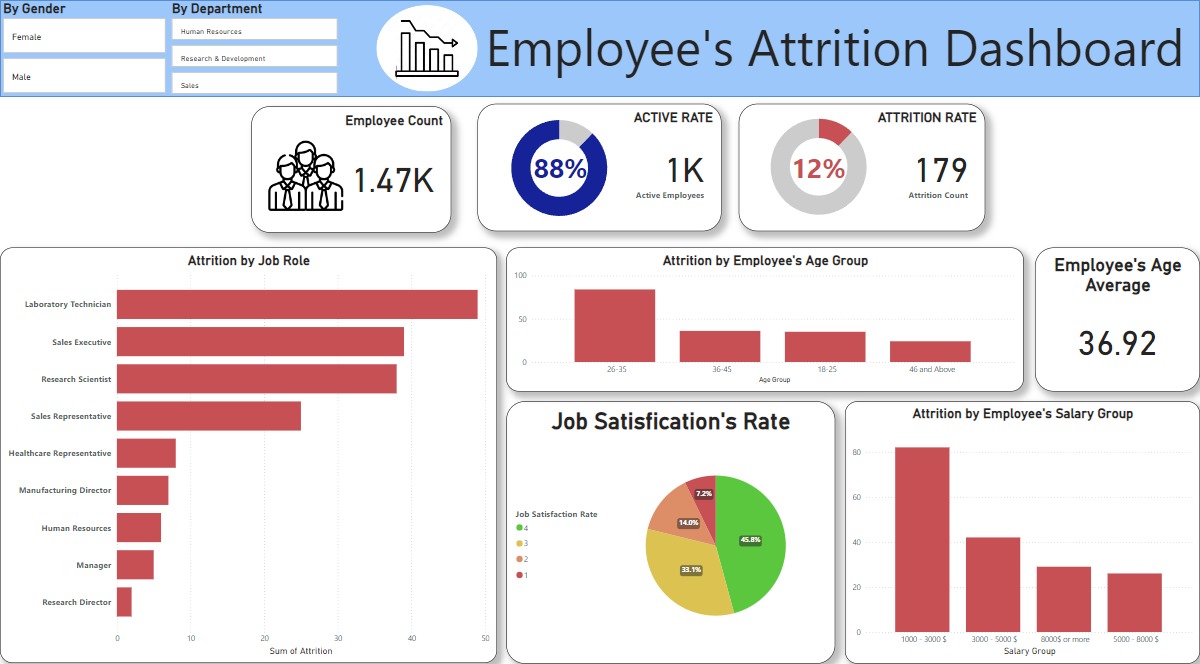 By Gender
Female
Male
By Department
Human Resources
Research & Development
Sales
Employee's Attrition Dashboard
Employee Count
1.47K
ACTIVE RATE
88%
1K
Active Employees
ATTRITION RATE
12%
179
Attrition Count
Attrition by Job Role
Laboratory Technician
Sales Executive
Research Scientist
Sales Representative
Healthcare Representative
Manufacturing Director
Human Resources
Manager
Research Director
0 10 20 30 40 50
Sum of Attrition
Attrition by Employee's Age Group
100
50
0
26-35 36-45 18-25 46 and Above
Age Group
Employee's Age
Average
36.92
Job Satisfication's Rate
Job Satisfaction Rate
4
3
2
1
7.2%
14.0%
45.8%
33.1%
Attrition by Employee's Salary Group
80
60
40
20
0
1000 - 3000 $ 3000 - 5000 $ 8000$ or more 5000 - 8000 $
Salary Group